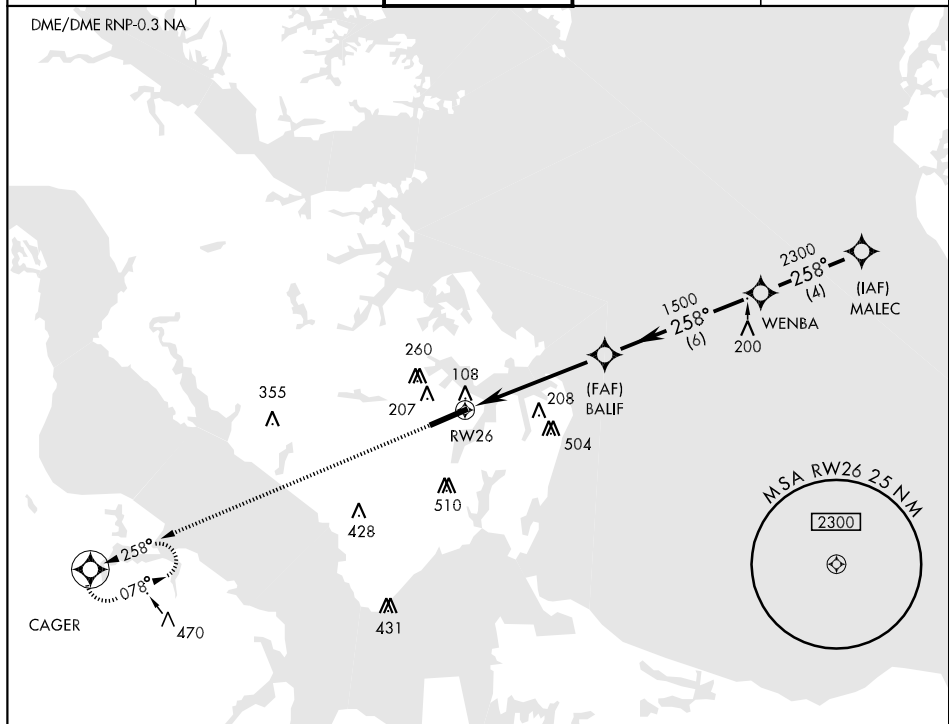 DME/DME RNP-0.3 NA
2300
258°
(4)
(IAF)
MALEC
1500
258°
(6)
WENBA
200
(FAF)
BALIF
260
108
355
207
208
RW26
504
510
428
MSA RW26 25 NM
2300
258°
078°
CAGER
470
431